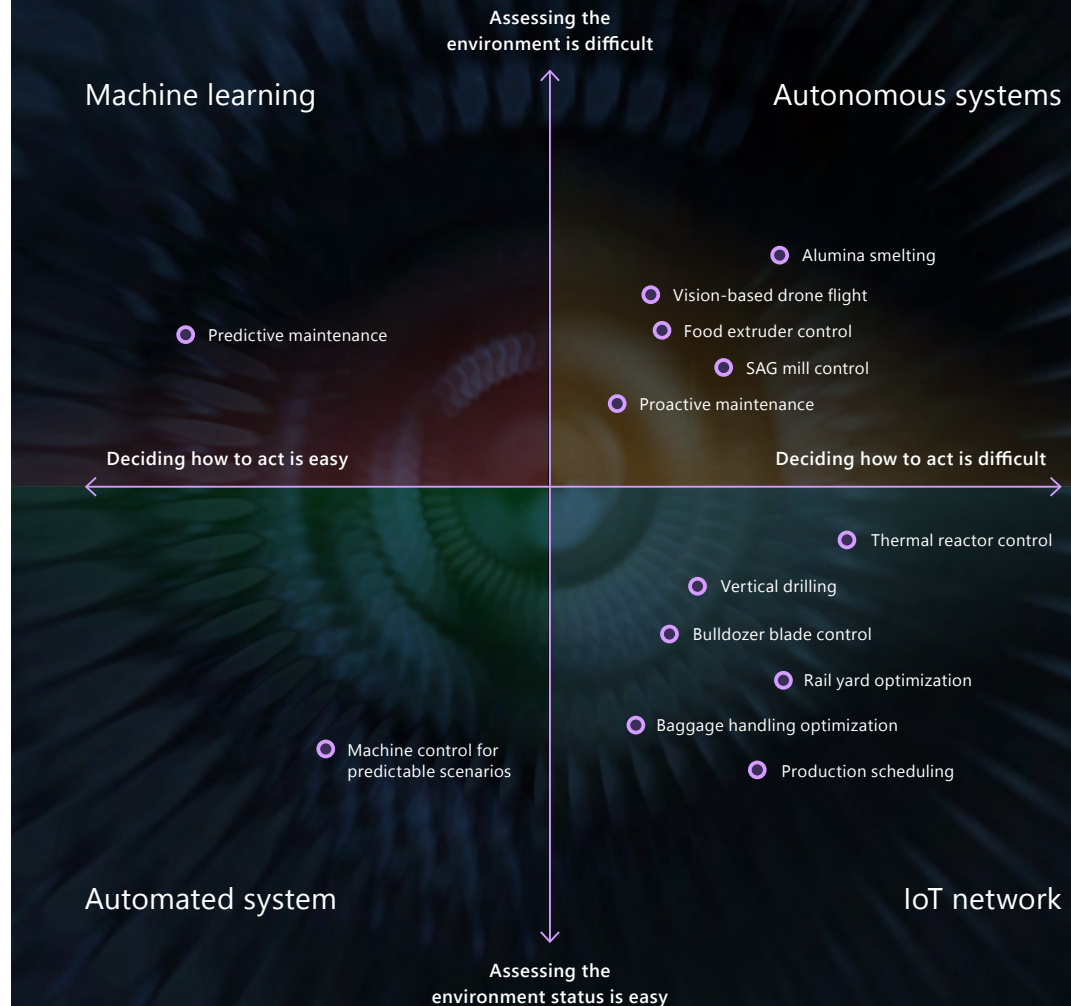 Assessing the
environment is difficult
Machine learning
Autonomous systems
Alumina smelting
Vision-based drone flight
Predictive maintenance
Food extruder control
SAG mill control
Proactive maintenance
Deciding how to act is easy
Deciding how to act is difficult
Thermal reactor control
Vertical drilling
Bulldozer blade control
Rail yard optimization
Baggage handling optimization
Machine control for
predictable scenarios
Production scheduling
Automated system
IoT network
Assessing the
environment status is easy